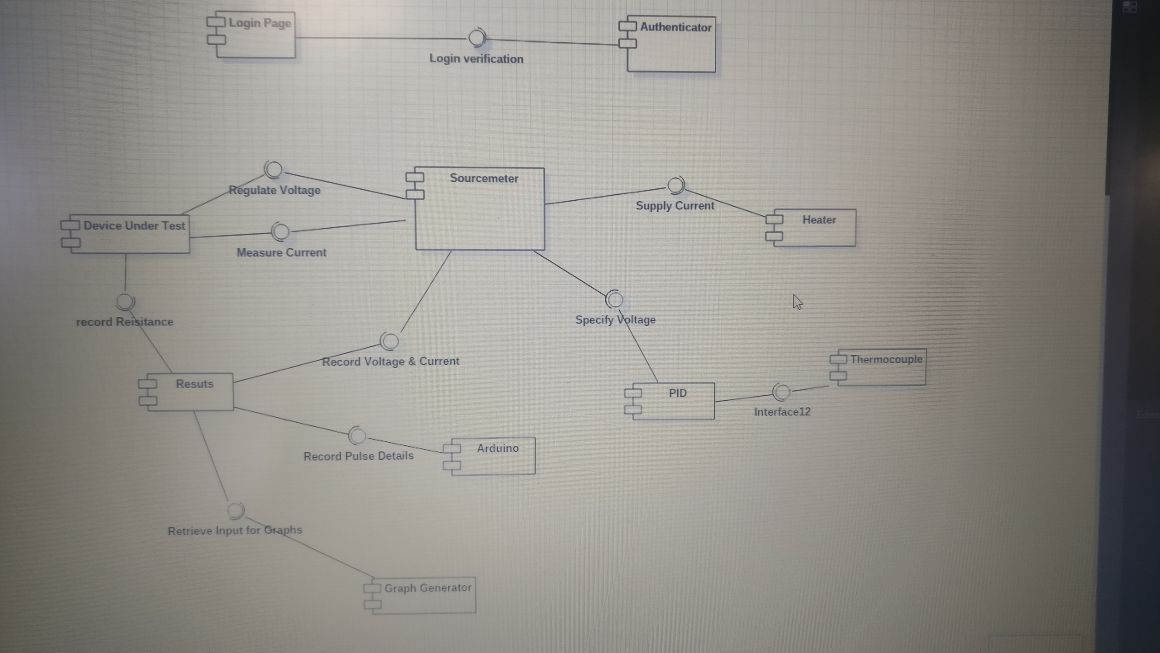 Login Page
Authenticator
Login verification
Regulate Voltage
Sourcemeter
Supply Current
Device Under Test
Heater
Measure Current
record Reisitance
Specify Voltage
Record Voltage & Current
Thermocouple
Resuts
PID
Interface12
Record Pulse Details
Arduino
Retrieve Input for Graphs
Graph Generator